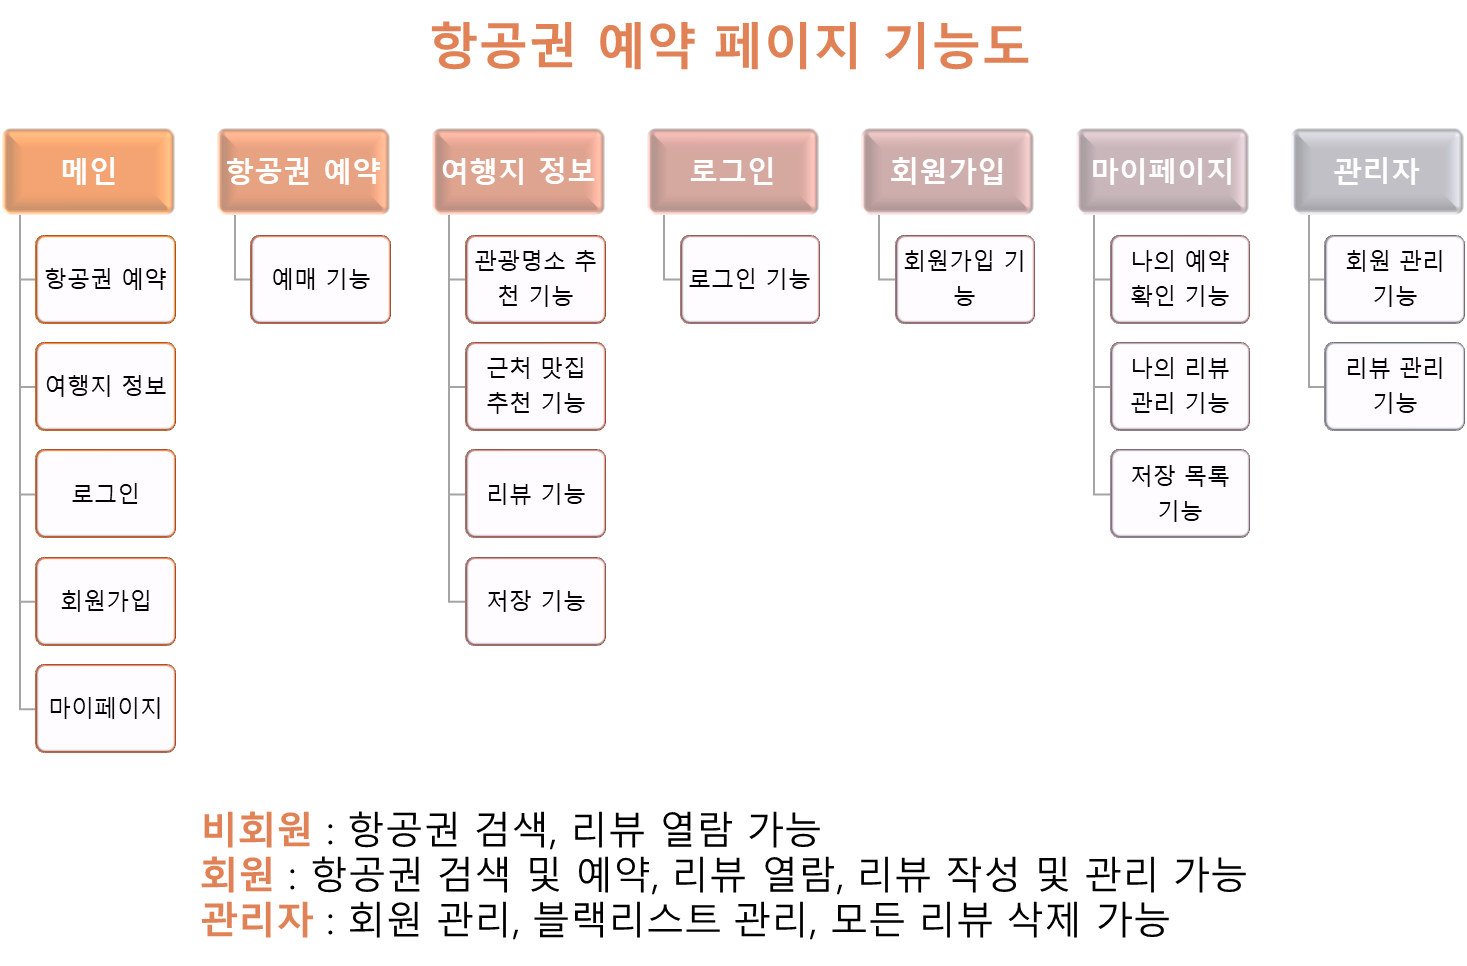 항공권 예약 페이지 기능도
메인
항공권 예약
여행지 정보
로그인
회원가입
마이페이지
항공권 예약
예매 기능
여행지 정보
관광명소 추
천 기능
근처 맛집
추천 기능
리뷰 기능
저장 기능
로그인
로그인 기능
회원가입
회원가입 기
능
마이페이지
나의 예약
확인 기능
나의 리뷰
관리 기능
저장 목록
기능
관리자
회원 관리
기능
리뷰 관리
기능
비회원 : 항공권 검색, 리뷰 열람 가능
회원 : 항공권 검색 및 예약, 리뷰 열람, 리뷰 작성 및 관리 가능
관리자 : 회원 관리, 블랙리스트 관리, 모든 리뷰 삭제 가능